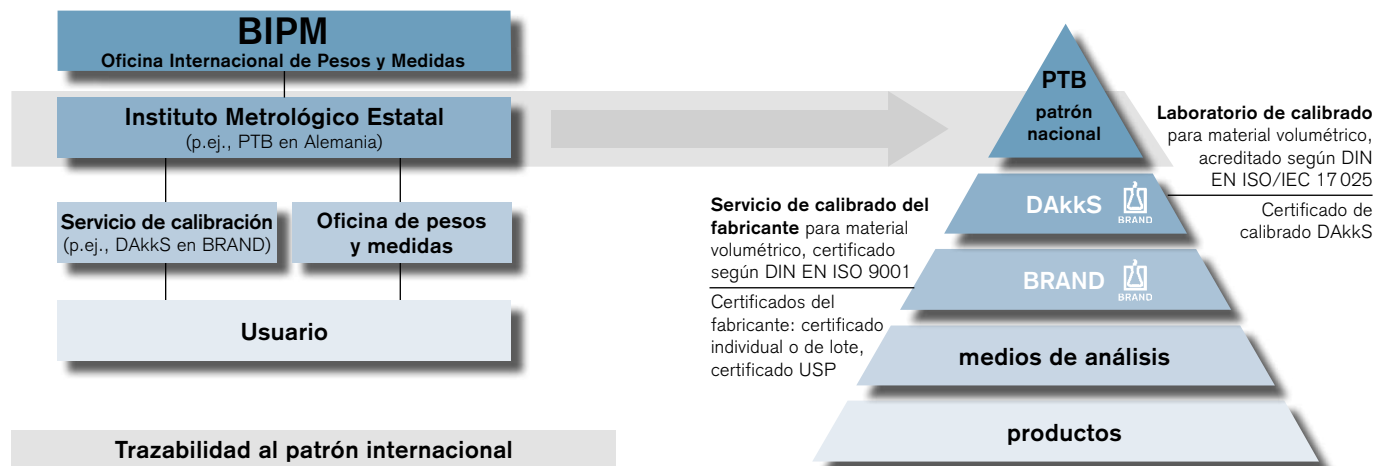 BIPM
Oficina Internacional de Pesos y Medidas
Instituto Metrológico Estatal
(p.ej., PTB en Alemania)
Servicio de calibración
(p.ej., DAkkS en BRAND)
Oficina de pesos
y medidas
Usuario
Trazabilidad al patrón internacional
PTB
patrón
nacional
Laboratorio de calibrado
para material volumétrico,
acreditado según DIN
EN ISO/IEC 17 025
Certificado de
calibrado DAkkS
DAkkS
BRAND
Servicio de calibrado del
fabricante para material
volumétrico, certificado
según DIN EN ISO 9001
Certificados del
fabricante: certificado
individual o de lote,
certificado USP
BRAND
BRAND
medios de análisis
productos